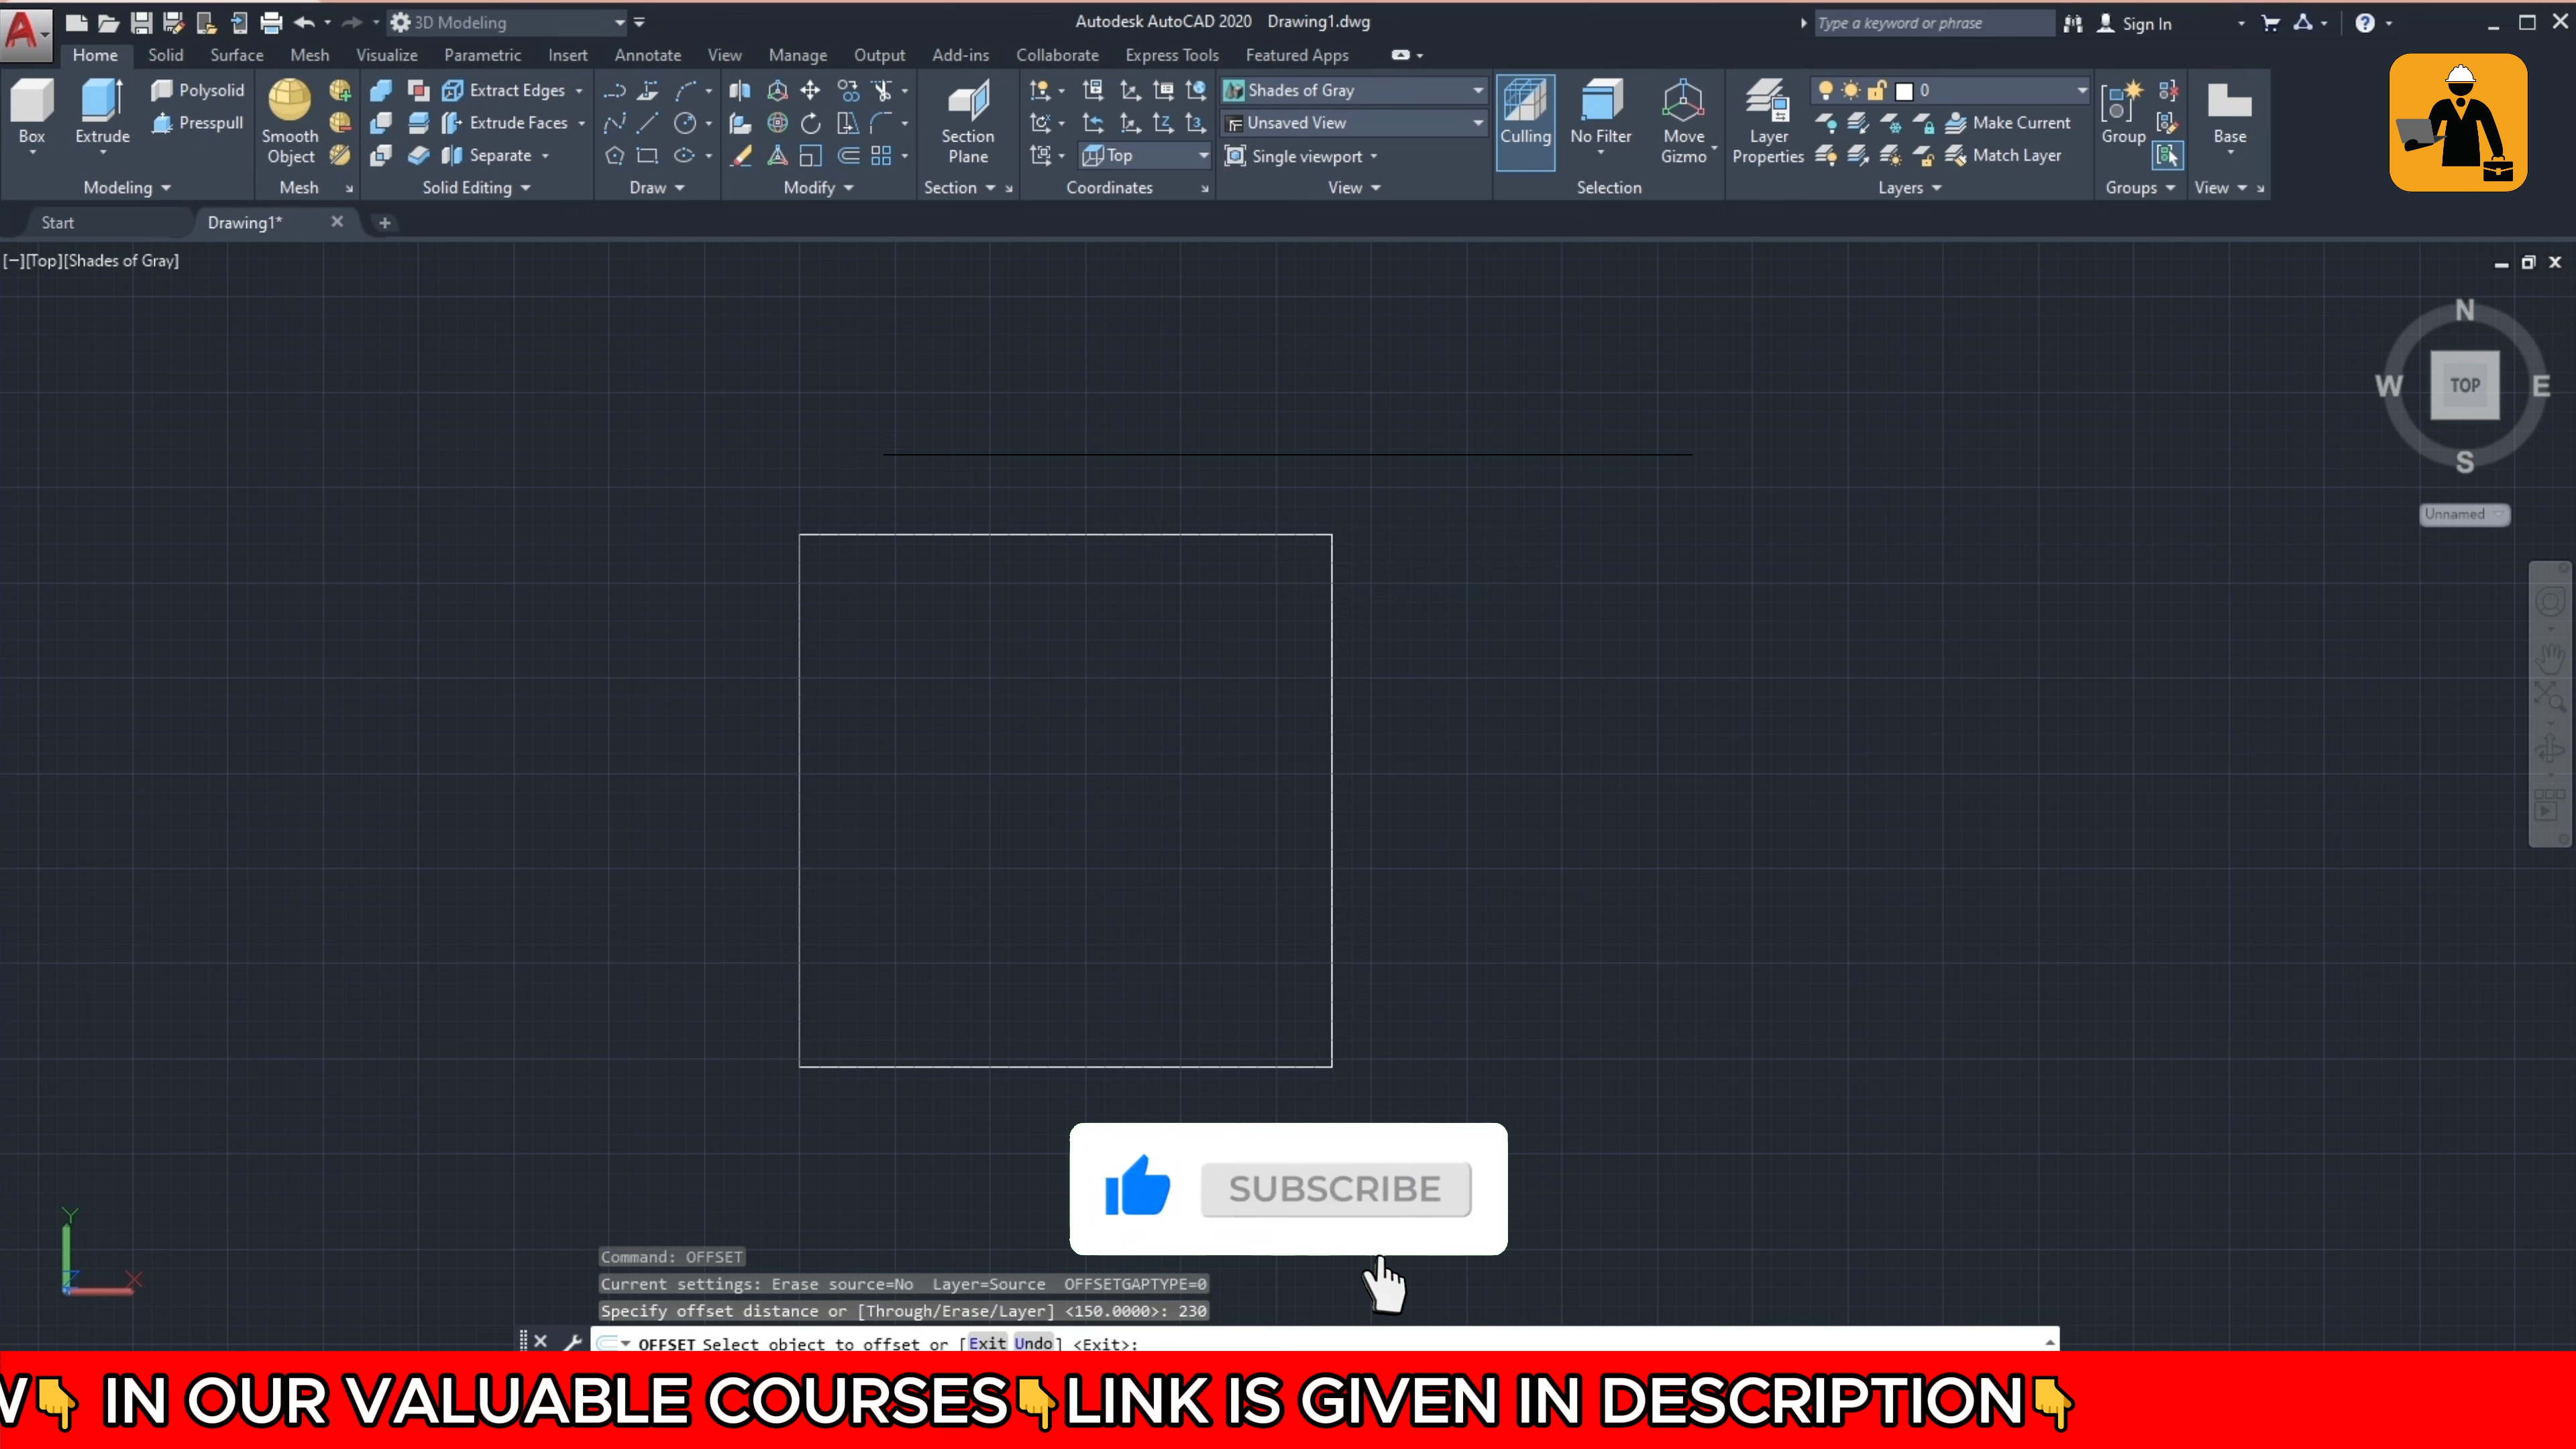 3D Modeling
Autodesk AutoCAD 2020 Drawing1.dwg
Type a keyword or phrase
Sign In
Home Solid Surface Mesh Visualize Parametric Insert Annotate View Manage Output Add-ins Collaborate Express Tools Featured Apps
Box
Extrude
Polysolid
Presspull
Smooth
Object
Extract Edges
Extrude Faces
Separate
Section
Plane
Top
Shades of Gray
Unsaved View
Single viewport
Culling
No Filter
Move
Gizmo
Layer
Properties
0
Make Current
Match Layer
Group
Base
Modeling Mesh Solid Editing Draw Modify Section Coordinates View Selection Layers Groups View
Start Drawing1*
[−][Top][Shades of Gray]
N
W TOP E
S
Unnamed
SUBSCRIBE
Y
Z X
Command: OFFSET
Current settings: Erase source=No Layer=Source OFFSETGAPTYPE=0
Specify offset distance or [Through/Erase/Layer] <150.0000>: 230
OFFSET Select object to offset or [Exit Undo] <Exit>:
W👇 IN OUR VALUABLE COURSES👇LINK IS GIVEN IN DESCRIPTION👇